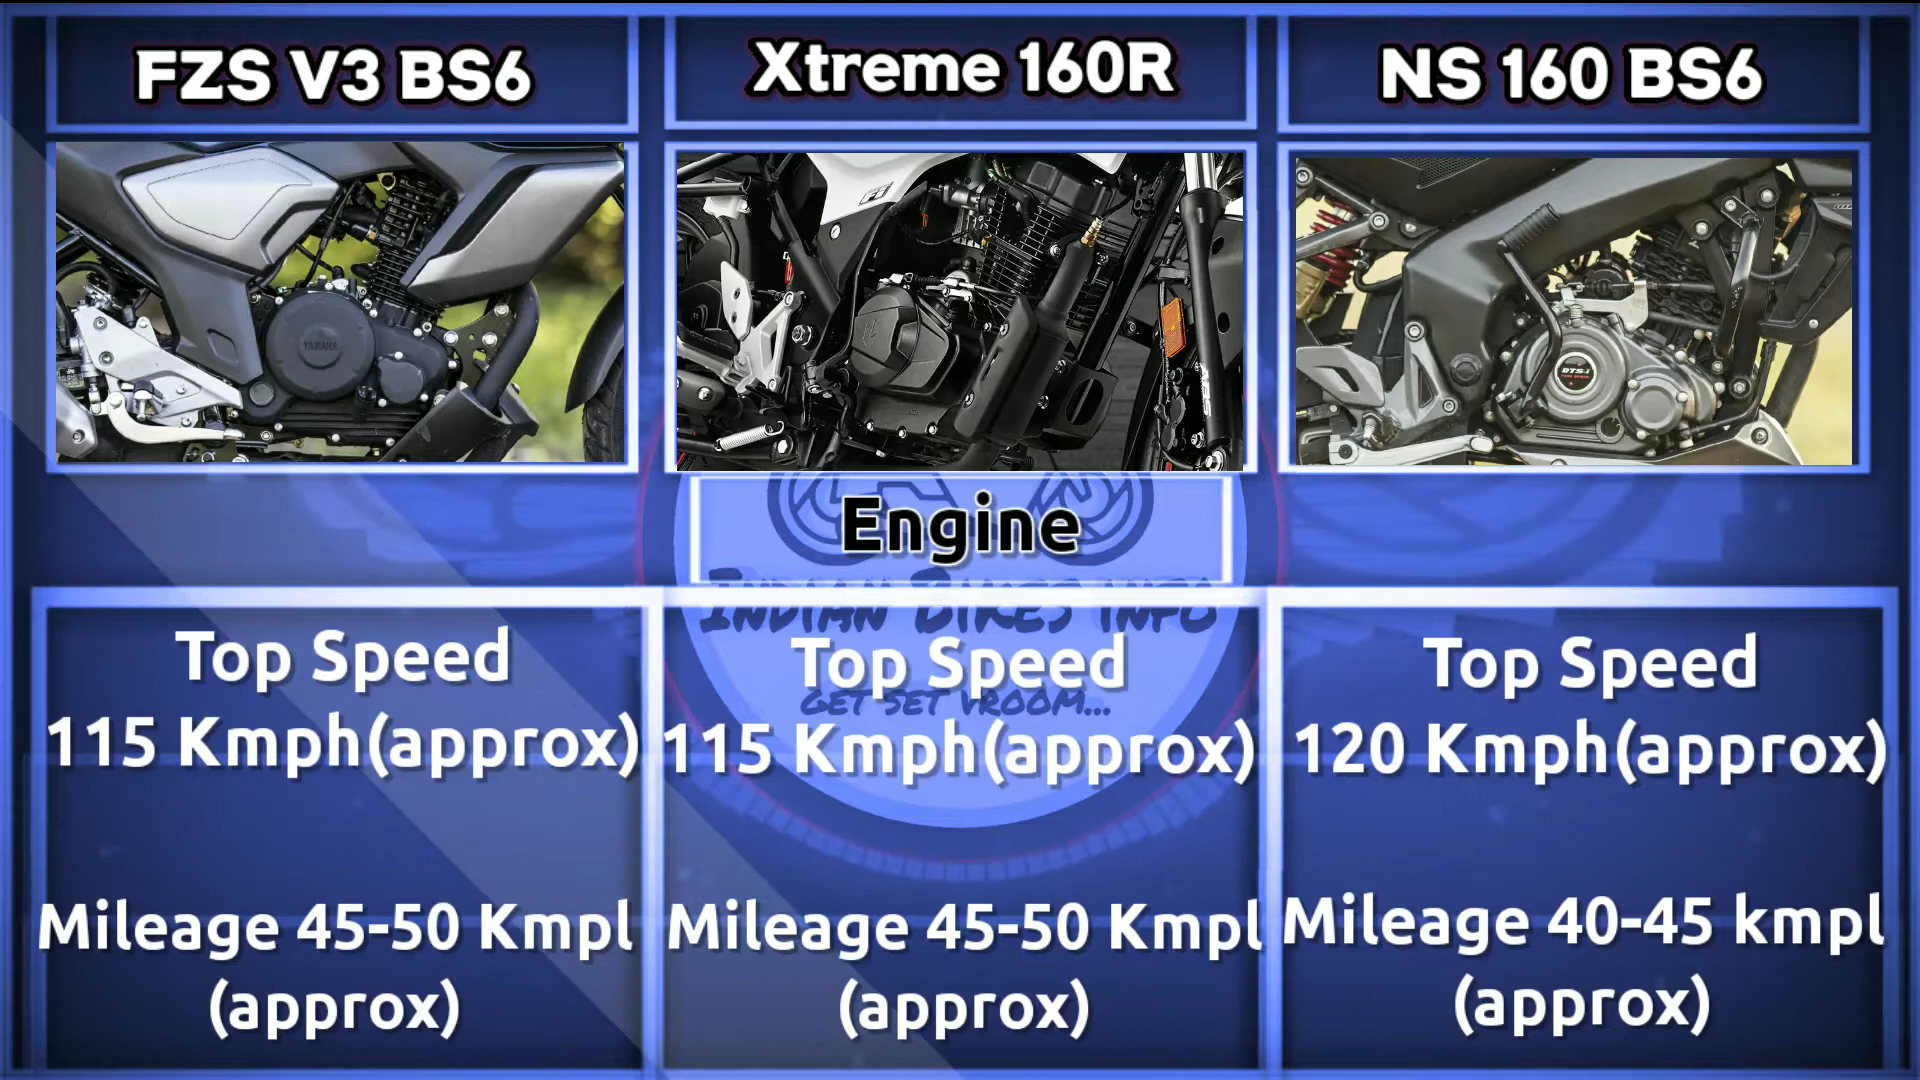 FZS V3 BS6
Xtreme 160R
NS 160 BS6
YAMAHA
DTS-i
Engine
INDIAN BIKES INFO
GET SET VROOM...
Top Speed
115 Kmph(approx)
Mileage 45-50 Kmpl
(approx)
Top Speed
115 Kmph(approx)
Mileage 45-50 Kmpl
(approx)
Top Speed
120 Kmph(approx)
Mileage 40-45 kmpl
(approx)